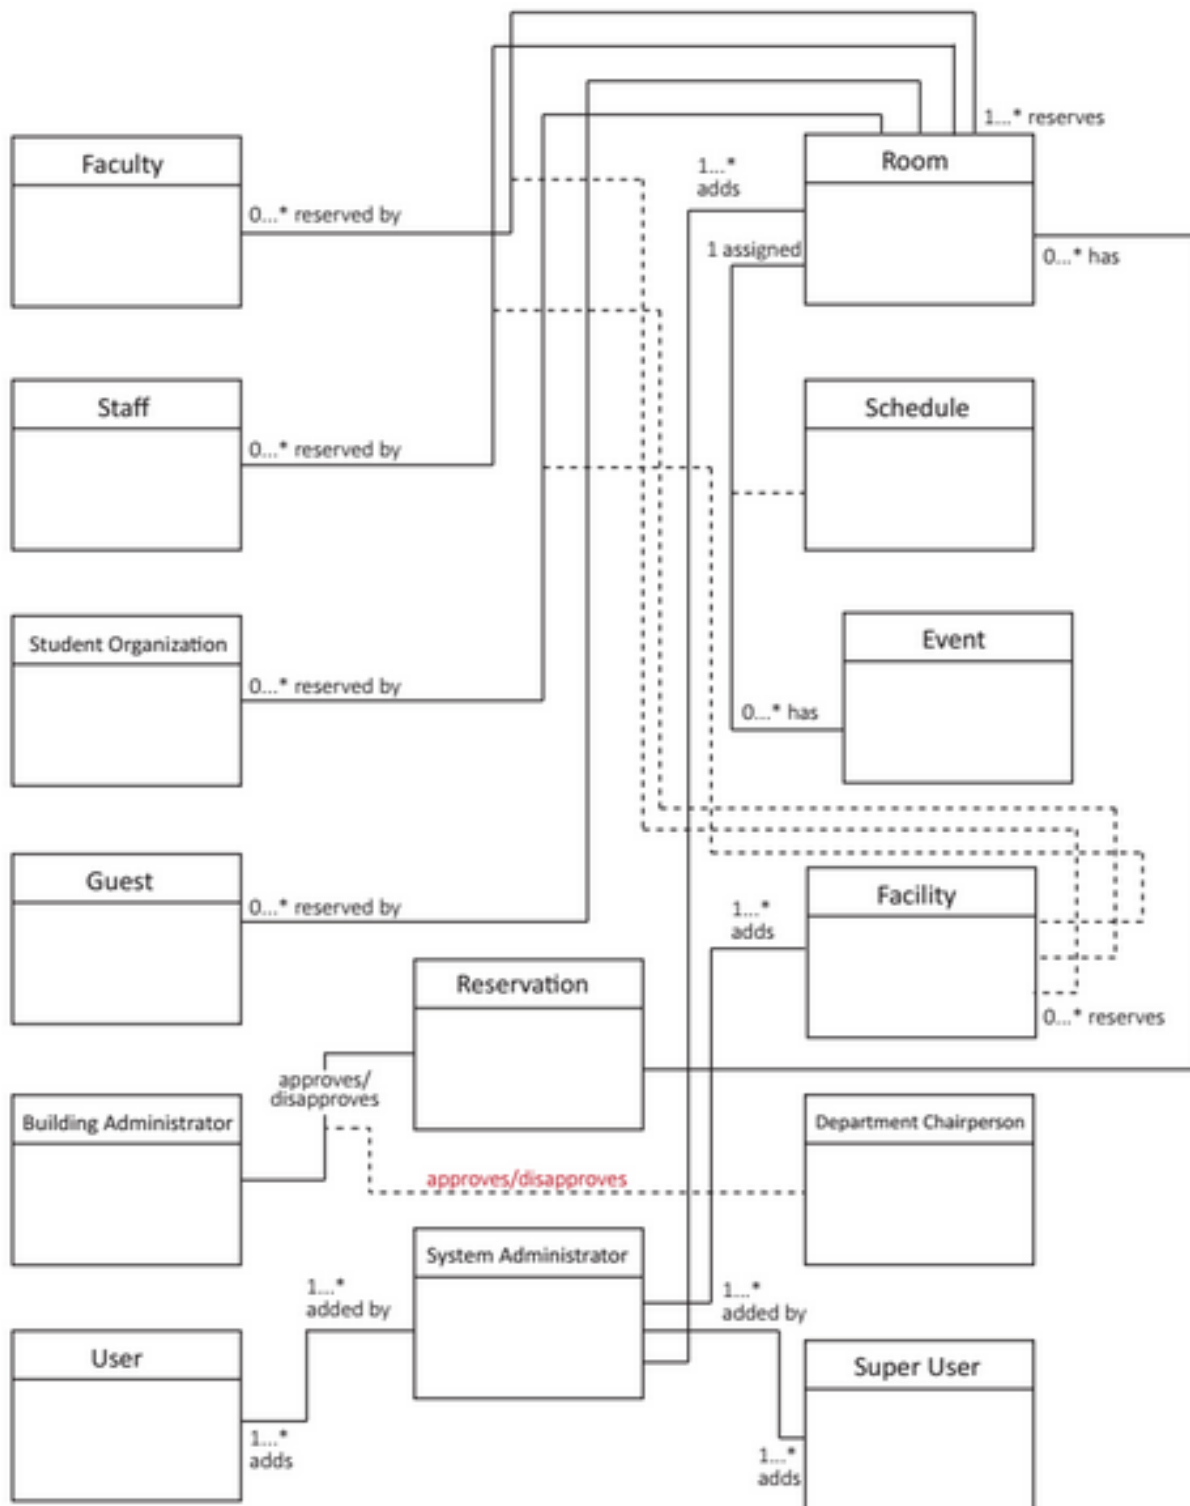 1...* reserves
Faculty
Room
1...*
adds
0...* reserved by
1 assigned
0...* has
Staff
Schedule
0...* reserved by
Student Organization
Event
0...* reserved by
0...* has
Guest
Facility
0...* reserved by
1...*
adds
Reservation
0...* reserves
approves/
disapproves
Building Administrator
Department Chairperson
approves/disapproves
System Administrator
1...*
added by
1...*
added by
User
Super User
1...*
adds
1...*
adds